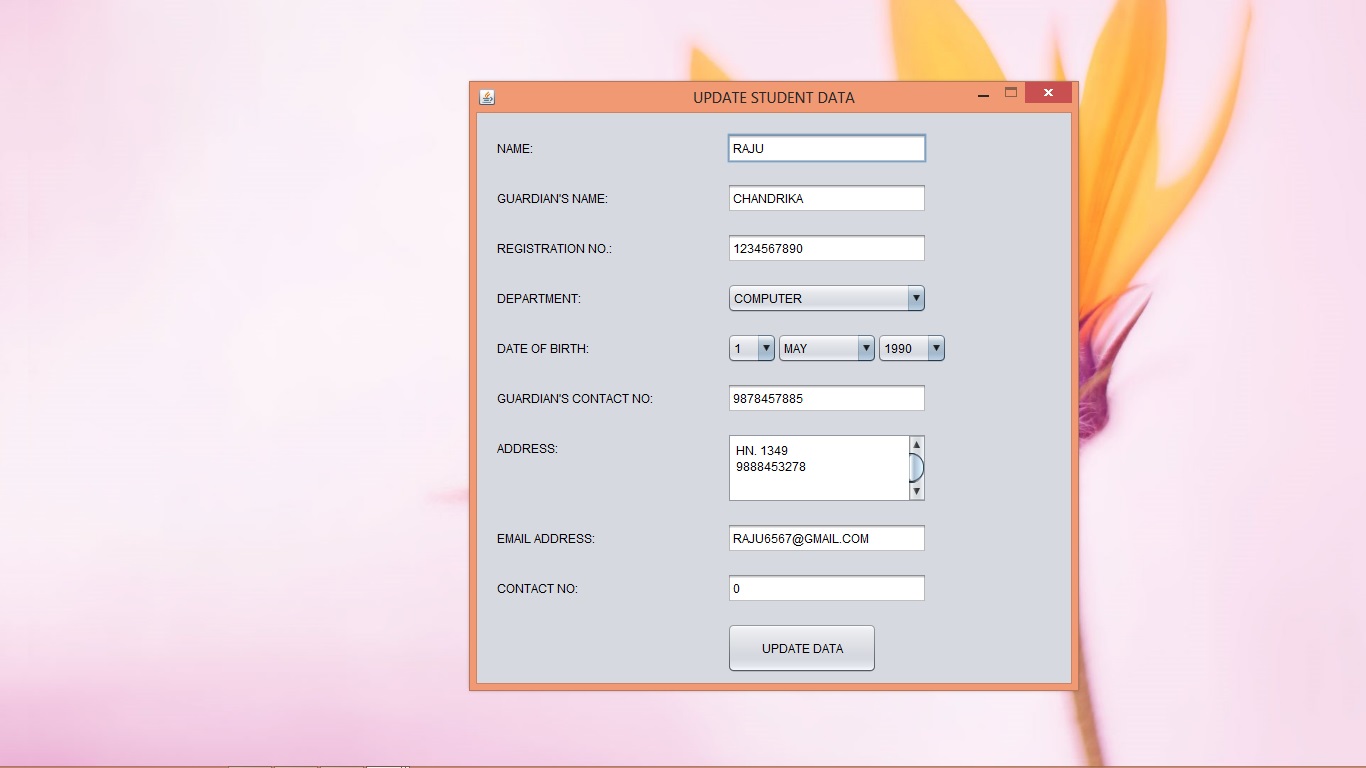 UPDATE STUDENT DATA
NAME: RAJU
GUARDIAN'S NAME: CHANDRIKA
REGISTRATION NO.: 1234567890
DEPARTMENT: COMPUTER
DATE OF BIRTH: 1 MAY 1990
GUARDIAN'S CONTACT NO: 9878457885
ADDRESS: HN. 1349
9888453278
EMAIL ADDRESS: RAJU6567@GMAIL.COM
CONTACT NO: 0
UPDATE DATA